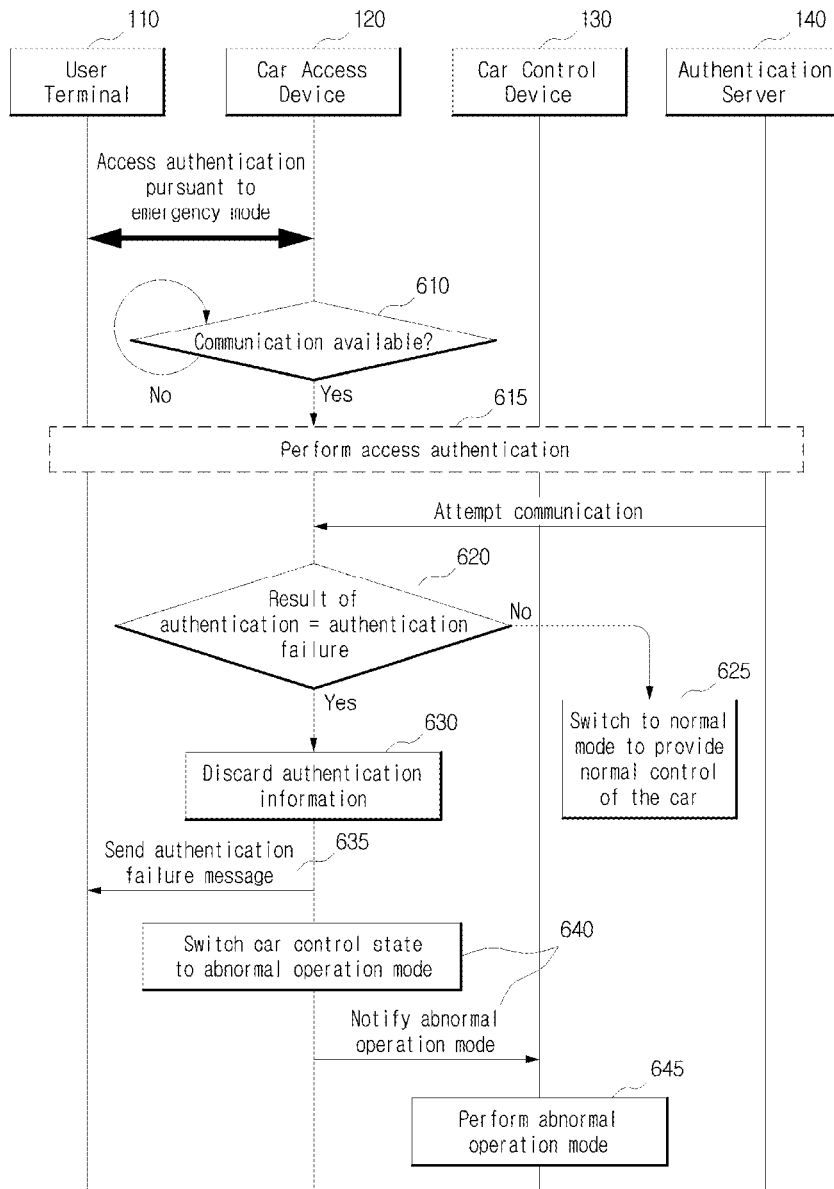 110
120
130
140
User
Terminal
Car Access
Device
Car Control
Device
Authentication
Server
Access authentication
pursuant to
emergency mode
610
Communication available?
No
Yes
615
Perform access authentication
Attempt communication
620
Result of
authentication = authentication
failure
No
Yes
625
Switch to normal
mode to provide
normal control
of the car
630
Discard authentication
information
635
Send authentication
failure message
Switch car control state
to abnormal operation mode
640
Notify abnormal
operation mode
645
Perform abnormal
operation mode